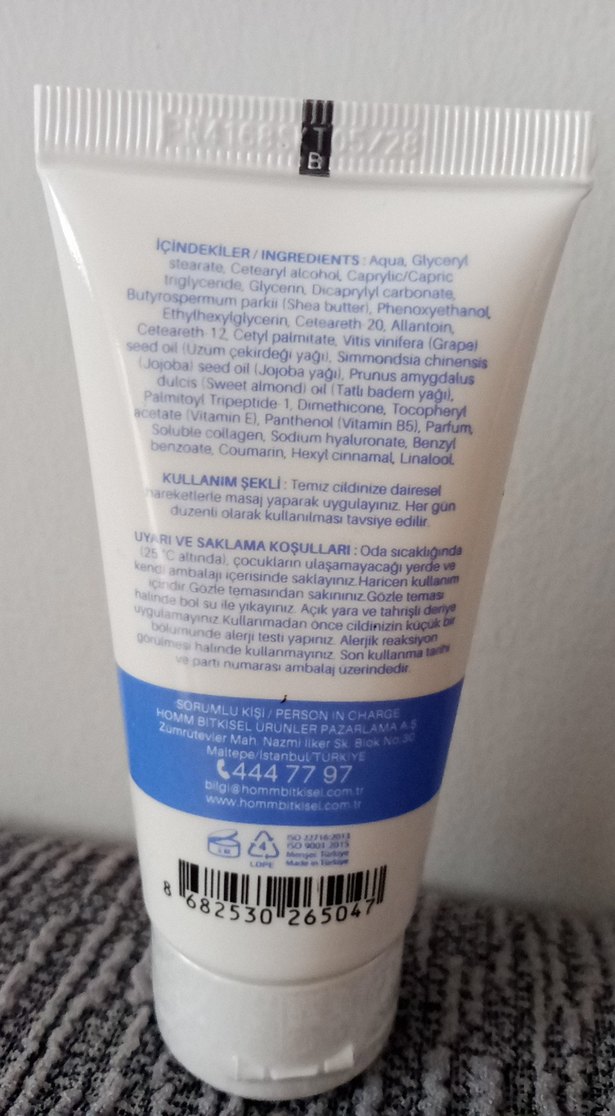 05/28
B
İÇİNDEKİLER / INGREDIENTS : Aqua, Glyceryl
stearate, Cetearyl alcohol, Caprylic/Capric
triglyceride, Glycerin, Dicaprylyl carbonate,
Butyrospermum parkii (Shea butter), Phenoxyethanol,
Ethylhexylglycerin, Ceteareth 20, Allantoin,
Ceteareth 12, Cetyl palmitate, Vitis vinifera (Grape)
seed oil (Üzüm çekirdeği yağı), Simmondsia chinensis
(Jojoba) seed oil (Jojoba yağı), Prunus amygdalus
dulcis (Sweet almond) oil (Tatlı badem yağı),
Palmitoyl Tripeptide 1, Dimethicone, Tocopheryl
acetate (Vitamin E), Panthenol (Vitamin B5), Parfum,
Soluble collagen, Sodium hyaluronate, Benzyl
benzoate, Coumarin, Hexyl cinnamal, Linalool.
KULLANIM ŞEKLİ : Temiz cildinize dairesel
hareketlerle masaj yaparak uygulayınız. Her gün
düzenli olarak kullanılması tavsiye edilir.
UYARI VE SAKLAMA KOŞULLARI : Oda sıcaklığında
(25 °C altında), çocukların ulaşamayacağı yerde ve
kendi ambalajı içerisinde saklayınız.Haricen kullanım
içindir.Gözle temasından sakınınız.Gözle teması
halinde bol su ile yıkayınız. Açık yara ve tahrişli deriye
uygulamayınız.Kullanmadan önce cildinizin küçük bir
bölümünde alerji testi yapınız. Alerjik reaksiyon
görülmesi halinde kullanmayınız. Son kullanma tarihi
ve parti numarası ambalaj üzerindedir.
SORUMLU KİŞİ / PERSON IN CHARGE
HOMM BİTKİSEL ÜRÜNLER PAZARLAMA A.Ş
Zümrütevler Mah. Nazmi İlker Sk. Blok No:30
Maltepe/İstanbul/TÜRKİYE
444 77 97
bilgi@hommbitkisel.com.tr
www.hommbitkisel.com.tr
4
LDPE
ISO 22716:2013
ISO 9001 2015
Menşei Türkiye
Made in Türkiye
8 682530 265047